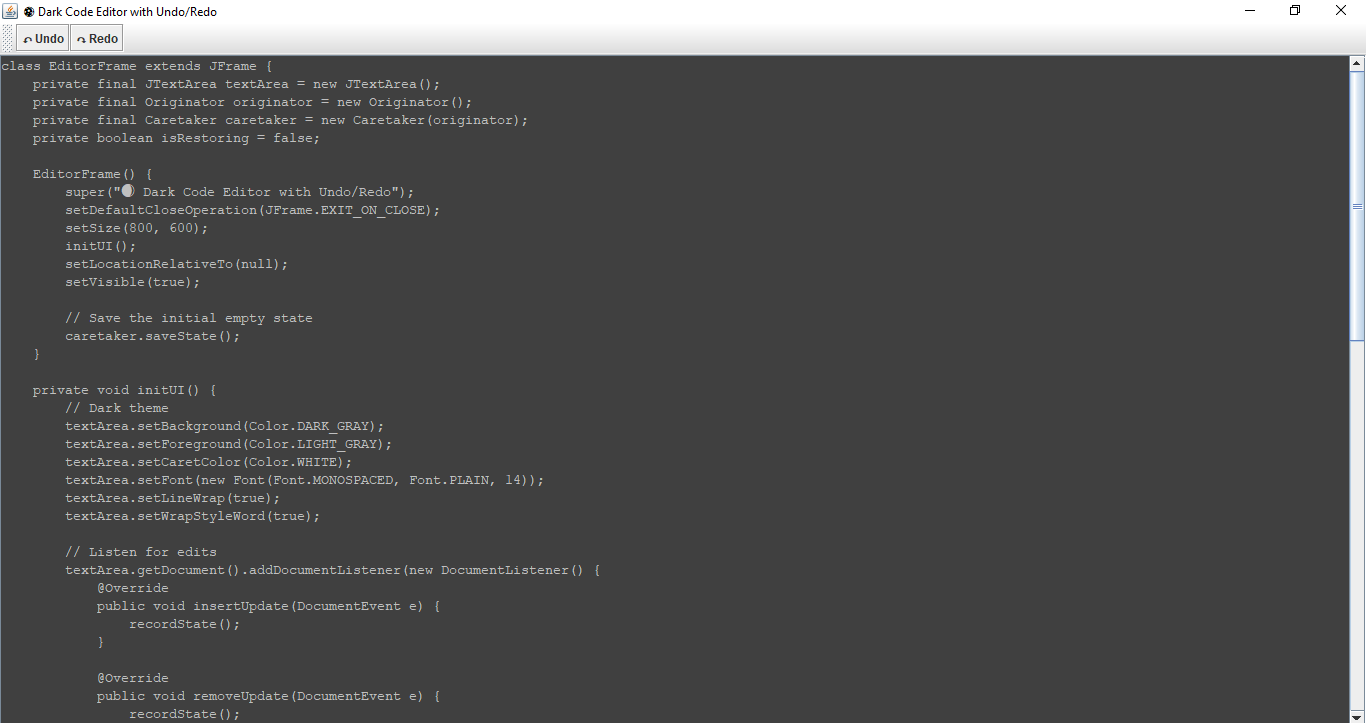 Dark Code Editor with Undo/Redo
Undo Redo
class EditorFrame extends JFrame {
    private final JTextArea textArea = new JTextArea();
    private final Originator originator = new Originator();
    private final Caretaker caretaker = new Caretaker(originator);
    private boolean isRestoring = false;

    EditorFrame() {
        super("🌒 Dark Code Editor with Undo/Redo");
        setDefaultCloseOperation(JFrame.EXIT_ON_CLOSE);
        setSize(800, 600);
        initUI();
        setLocationRelativeTo(null);
        setVisible(true);

        // Save the initial empty state
        caretaker.saveState();
    }

    private void initUI() {
        // Dark theme
        textArea.setBackground(Color.DARK_GRAY);
        textArea.setForeground(Color.LIGHT_GRAY);
        textArea.setCaretColor(Color.WHITE);
        textArea.setFont(new Font(Font.MONOSPACED, Font.PLAIN, 14));
        textArea.setLineWrap(true);
        textArea.setWrapStyleWord(true);

        // Listen for edits
        textArea.getDocument().addDocumentListener(new DocumentListener() {
            @Override
            public void insertUpdate(DocumentEvent e) {
                recordState();
            }

            @Override
            public void removeUpdate(DocumentEvent e) {
                recordState();